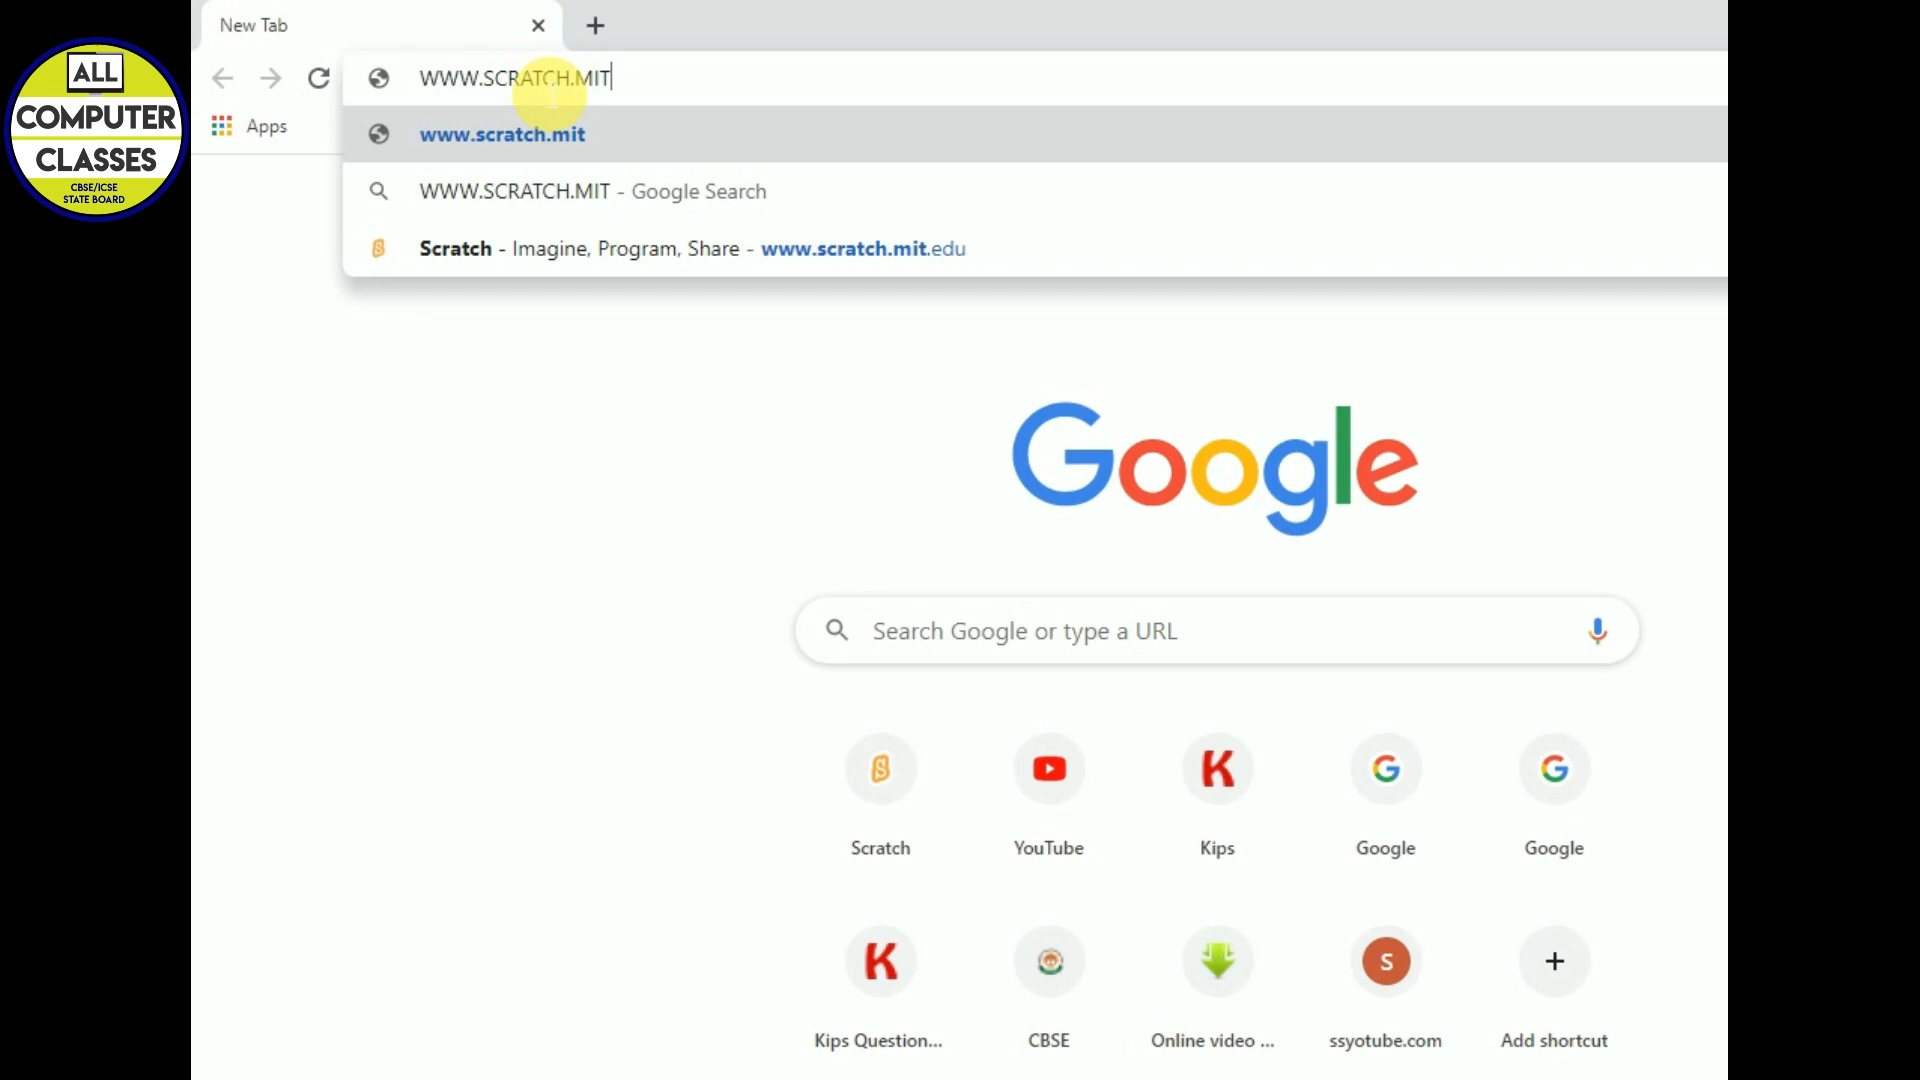 ALL
COMPUTER
CLASSES
CBSE/ICSE
STATE BOARD
New Tab
WWW.SCRATCH.MIT
Apps
www.scratch.mit
WWW.SCRATCH.MIT - Google Search
Scratch - Imagine, Program, Share - www.scratch.mit.edu
Google
Search Google or type a URL
Scratch YouTube Kips Google Google
S
Kips Question... CBSE Online video ... ssyotube.com Add shortcut